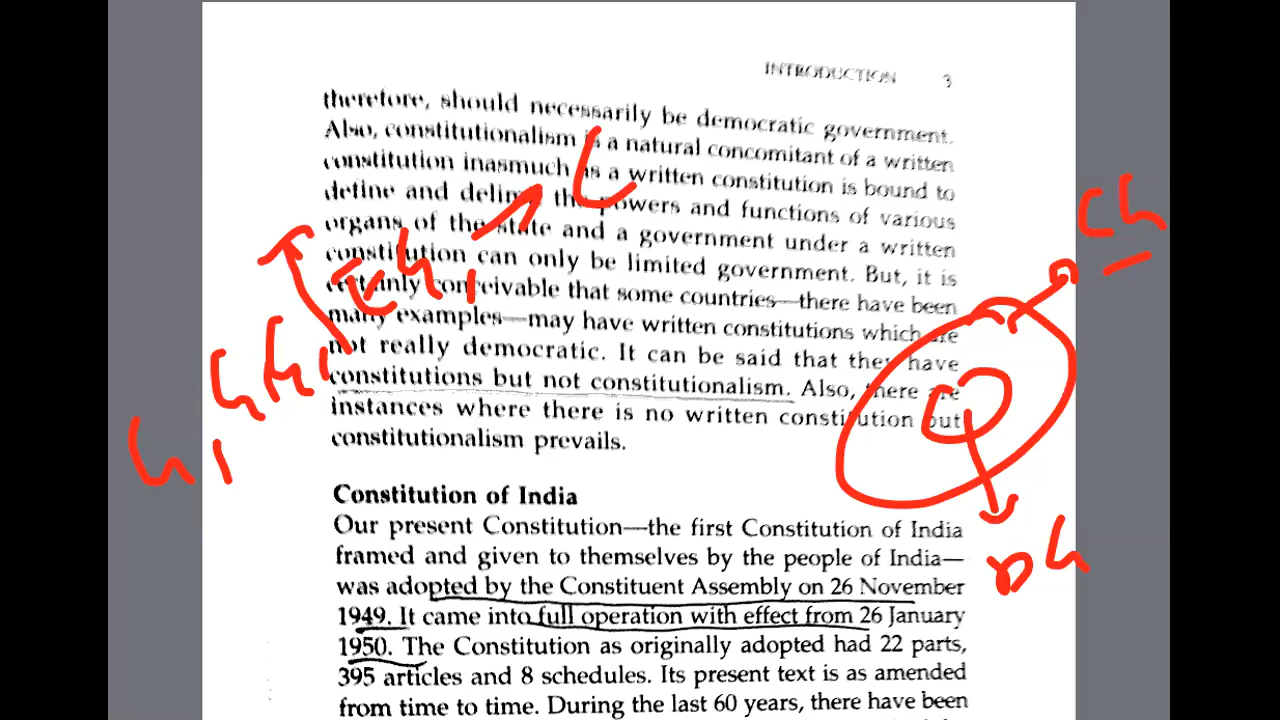 INTRODUCTION 3
therefore, should necessarily be democratic government.
Also, constitutionalism is a natural concomitant of a written
constitution inasmuch as a written constitution is bound to
define and delimit the powers and functions of various
organs of the state and a government under a written
constitution can only be limited government. But, it is
certainly conceivable that some countries—there have been
many examples—may have written constitutions which are
not really democratic. It can be said that they have
constitutions but not constitutionalism. Also, there are
instances where there is no written constitution but
constitutionalism prevails.
Constitution of India
Our present Constitution—the first Constitution of India
framed and given to themselves by the people of India—
was adopted by the Constituent Assembly on 26 November
1949. It came into full operation with effect from 26 January
1950. The Constitution as originally adopted had 22 parts,
395 articles and 8 schedules. Its present text is as amended
from time to time. During the last 60 years, there have been